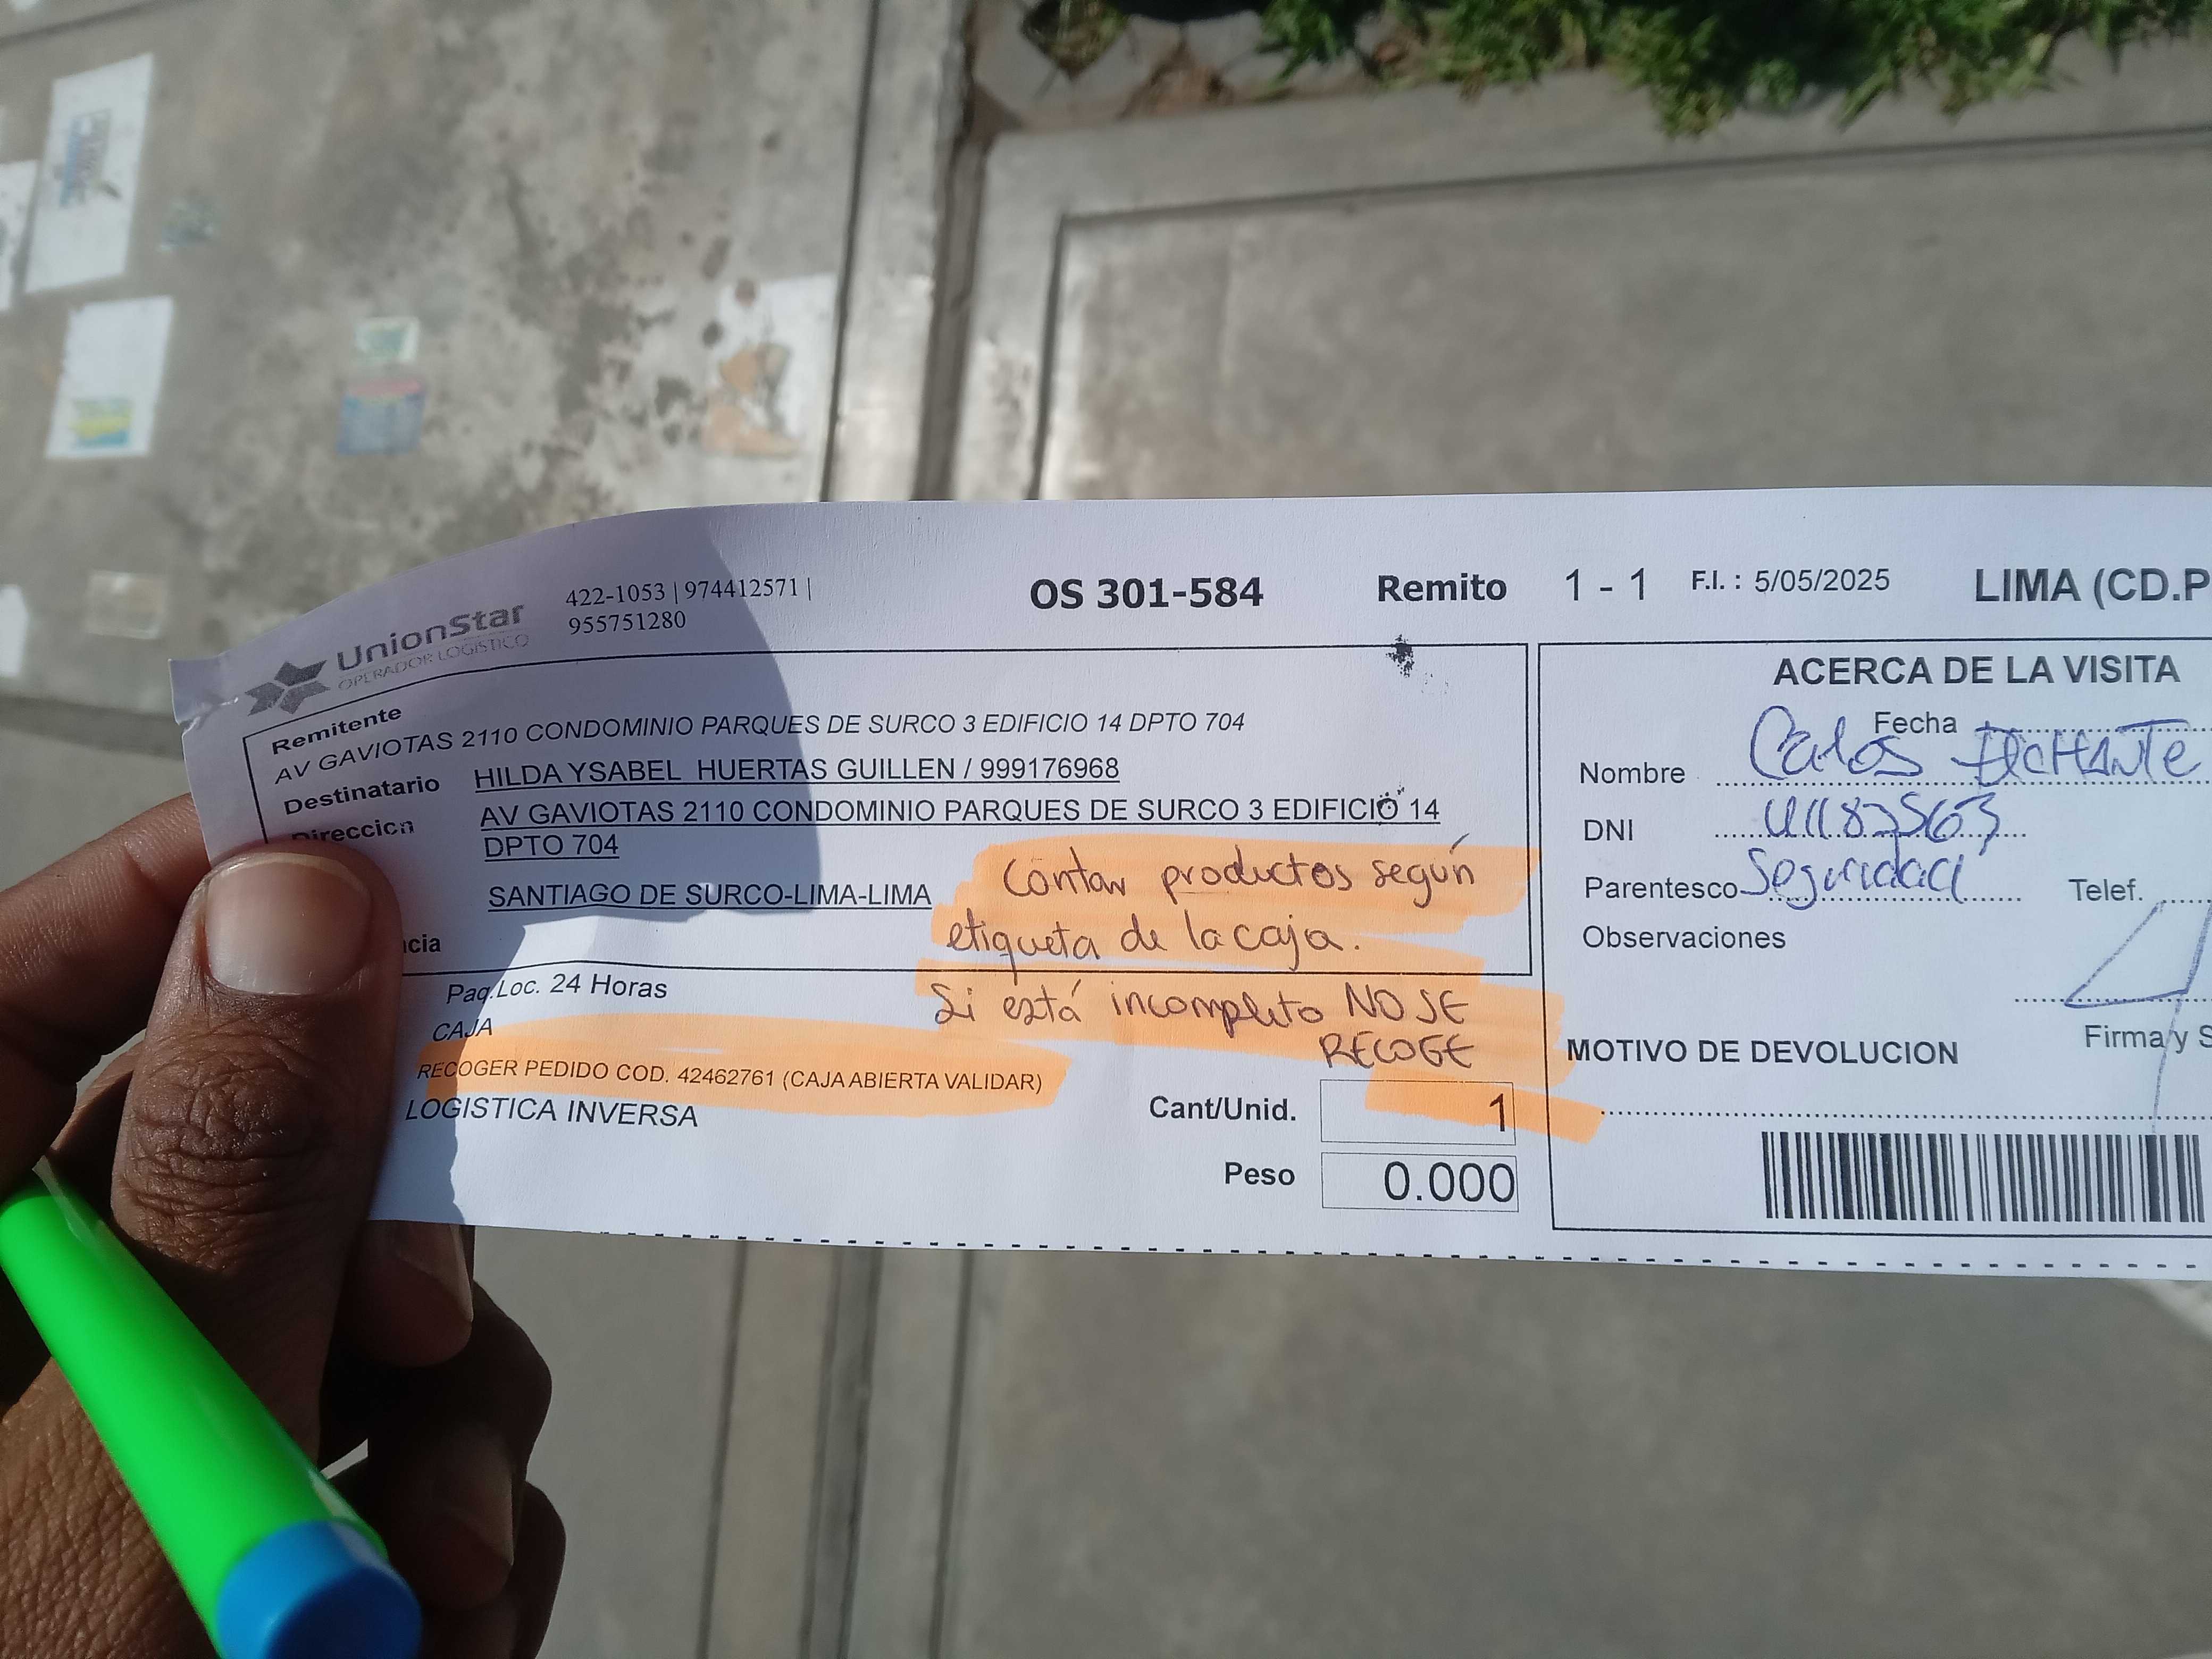 UnionStar
OPERADOR LOGISTICO
422-1053 | 974412571 |
955751280
OS 301-584 Remito 1 - 1 F.I. : 5/05/2025 LIMA (CD.P
Remitente
AV GAVIOTAS 2110 CONDOMINIO PARQUES DE SURCO 3 EDIFICIO 14 DPTO 704
Destinatario HILDA YSABEL HUERTAS GUILLEN / 999176968
Direccion AV GAVIOTAS 2110 CONDOMINIO PARQUES DE SURCO 3 EDIFICIO 14
DPTO 704
SANTIAGO DE SURCO-LIMA-LIMA
cia
Contar productos según
etiqueta de la caja.
Si está incompleto NO SE
RECOGE
Paq.Loc. 24 Horas
CAJA
RECOGER PEDIDO COD. 42462761 (CAJA ABIERTA VALIDAR)
LOGISTICA INVERSA
Cant/Unid. 1
Peso 0.000
ACERCA DE LA VISITA
Fecha
Nombre Carlos
DNI
Parentesco Seguridad Telef.
Observaciones
Firma y S
MOTIVO DE DEVOLUCION